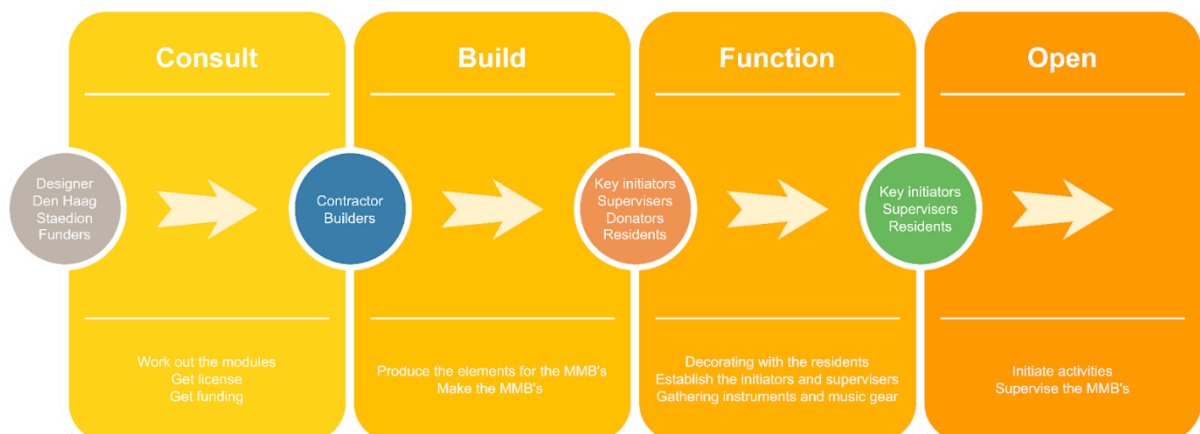 Consult
Build
Function
Open
Designer
Den Haag
Staedion
Funders
Contractor
Builders
Key initiators
Supervisers
Donators
Residents
Key initiators
Supervisers
Residents
Work out the modules
Get license
Get funding
Produce the elements for the MMB's
Make the MMB's
Decorating with the residents
Establish the initiators and supervisers
Gathering instruments and music gear
Initiate activities
Supervise the MMB's